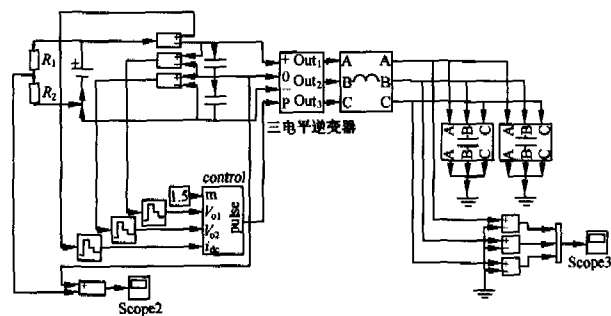 R₁
R₂
+ Out₁
0 Out₂
Out₃
P
A A
B B
C C
三电平逆变器
A B C
A B C
A B C
A B C
control
1.5
m
Vo1
Vo2
idc
pulse
Scope2
Scope3